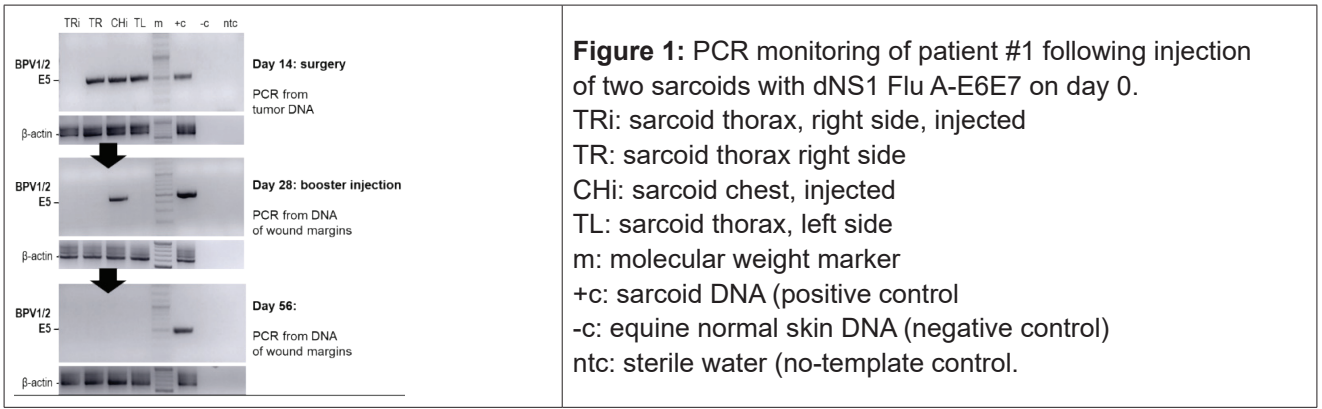 TRi TR CHi TL m +c -c ntc
BPV1/2
E5
Day 14: surgery
PCR from
tumor DNA
β-actin
BPV1/2
E5
Day 28: booster injection
PCR from DNA
of wound margins
β-actin
BPV1/2
E5
Day 56:
PCR from DNA
of wound margins
β-actin
Figure 1: PCR monitoring of patient #1 following injection
of two sarcoids with dNS1 Flu A-E6E7 on day 0.
TRi: sarcoid thorax, right side, injected
TR: sarcoid thorax right side
CHi: sarcoid chest, injected
TL: sarcoid thorax, left side
m: molecular weight marker
+c: sarcoid DNA (positive control
-c: equine normal skin DNA (negative control)
ntc: sterile water (no-template control.